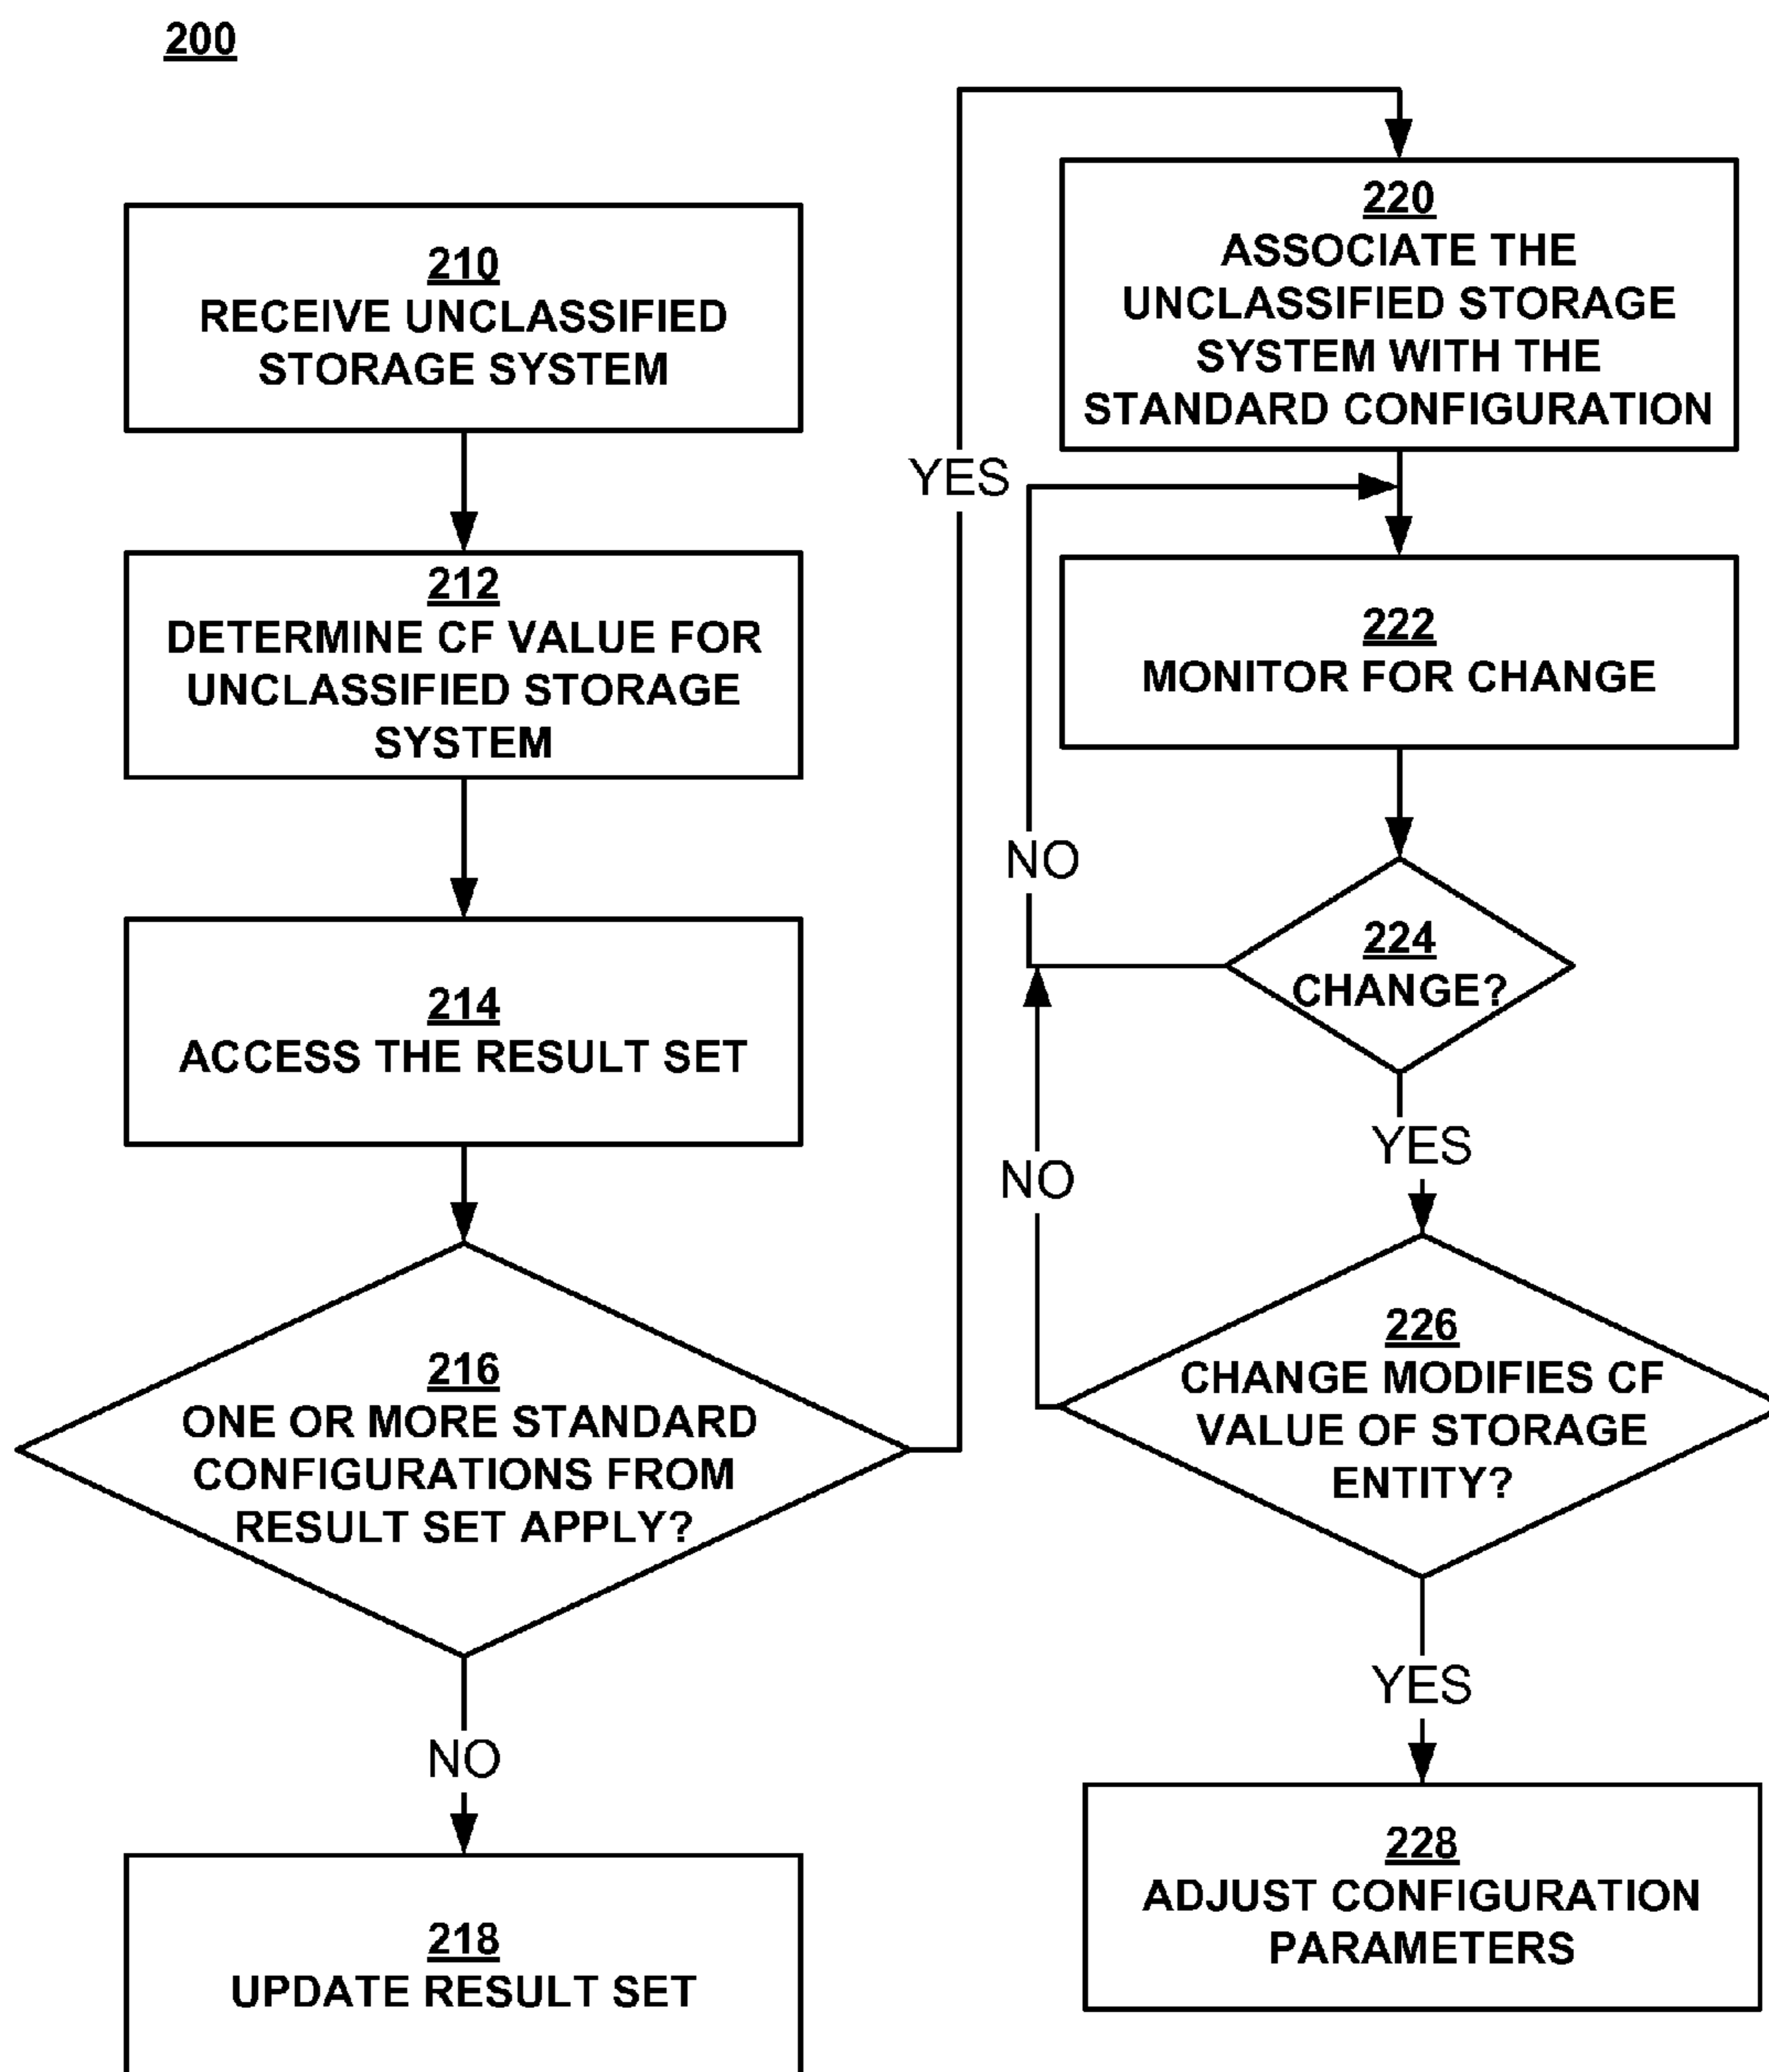 200
210
RECEIVE UNCLASSIFIED
STORAGE SYSTEM
212
DETERMINE CF VALUE FOR
UNCLASSIFIED STORAGE
SYSTEM
214
ACCESS THE RESULT SET
216
ONE OR MORE STANDARD
CONFIGURATIONS FROM
RESULT SET APPLY?
NO
218
UPDATE RESULT SET
YES
220
ASSOCIATE THE
UNCLASSIFIED STORAGE
SYSTEM WITH THE
STANDARD CONFIGURATION
222
MONITOR FOR CHANGE
NO
224
CHANGE?
YES
NO
226
CHANGE MODIFIES CF
VALUE OF STORAGE
ENTITY?
YES
228
ADJUST CONFIGURATION
PARAMETERS